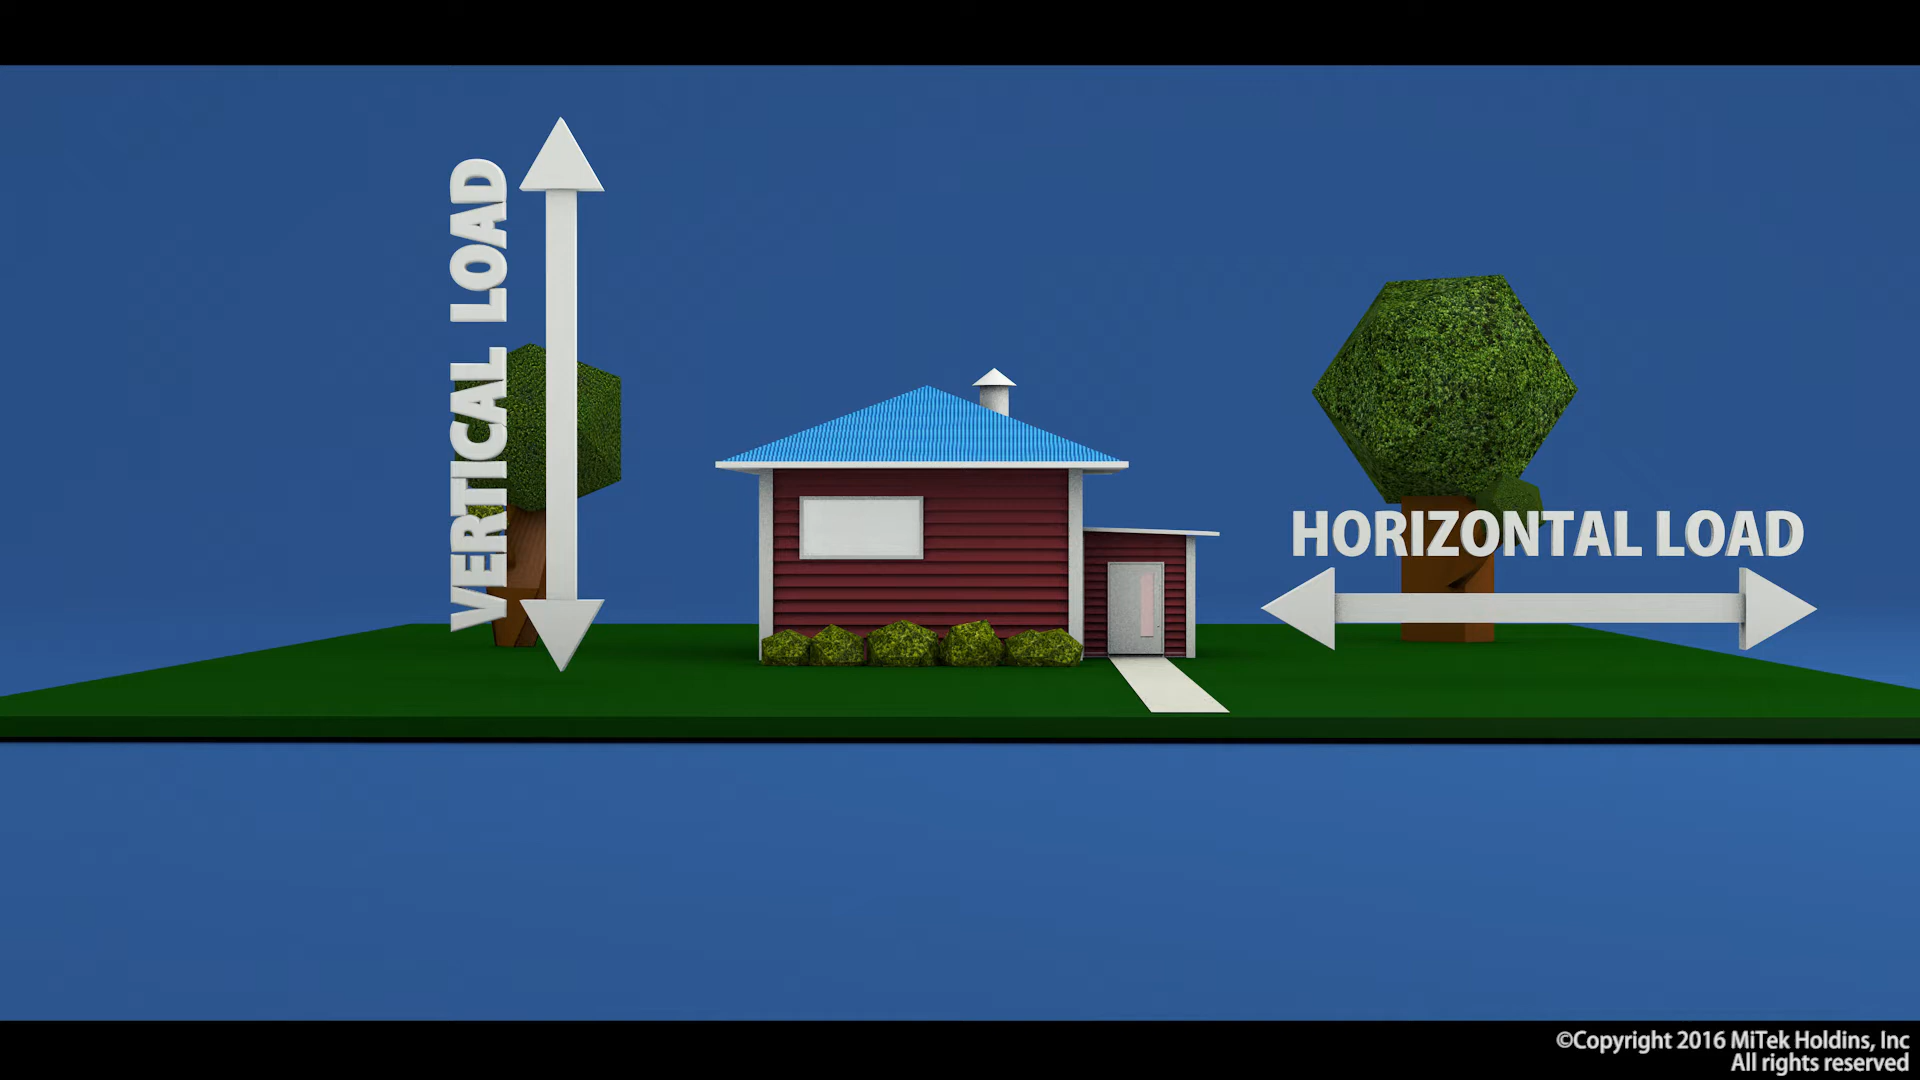 VERTICAL LOAD
HORIZONTAL LOAD
©Copyright 2016 MiTek Holdins, Inc
All rights reserved